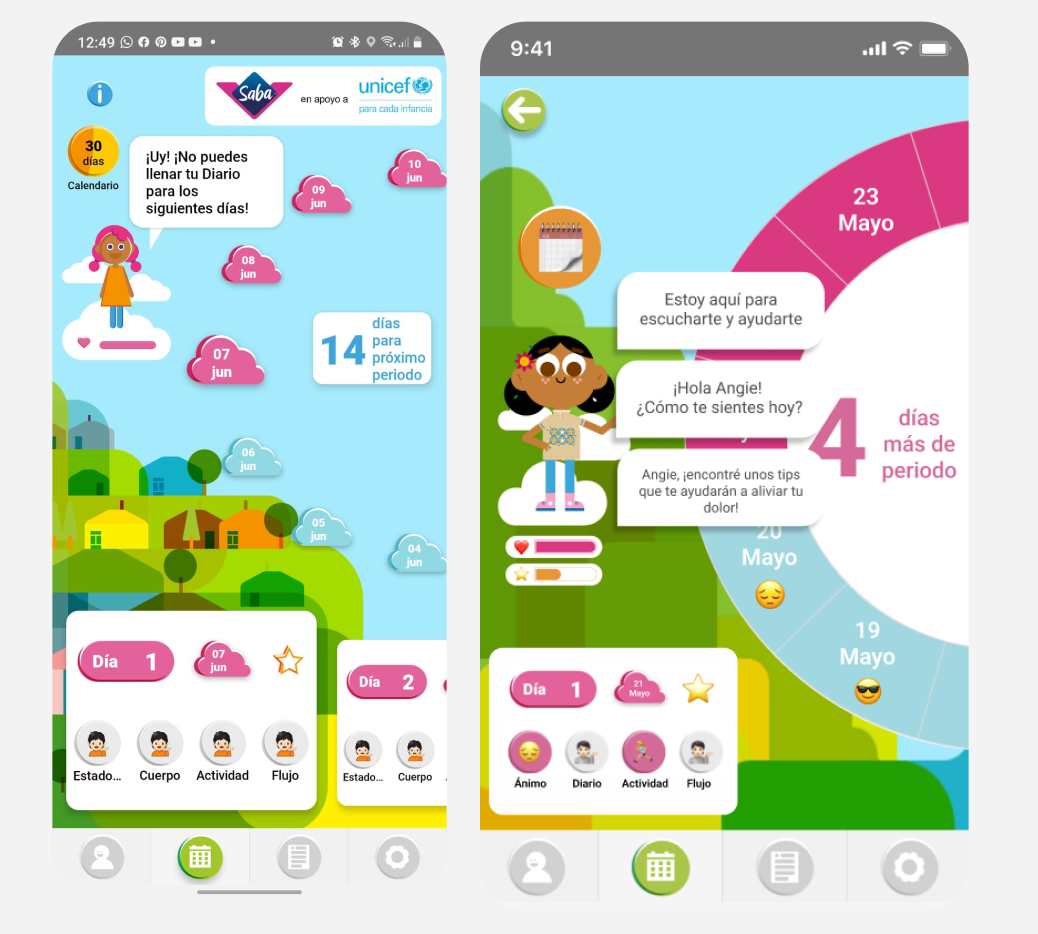 12:49
Saba
en apoyo a
unicef
para cada infancia
30
días
Calendario
¡Uy! ¡No puedes
llenar tu Diario
para los
siguientes días!
10
jun
09
jun
08
jun
07
jun
14
días
para
próximo
periodo
06
jun
05
jun
04
jun
Día 1
07
jun
Día 2
Estado...
Cuerpo
Actividad
Flujo
Estado...
Cuerpo
9:41
23
Mayo
Estoy aquí para
escucharte y ayudarte
¡Hola Angie!
¿Cómo te sientes hoy?
Angie, ¡encontré unos tips
que te ayudarán a aliviar tu
dolor!
4
días
más de
periodo
20
Mayo
19
Mayo
Día 1
21
Mayo
Ánimo
Diario
Actividad
Flujo